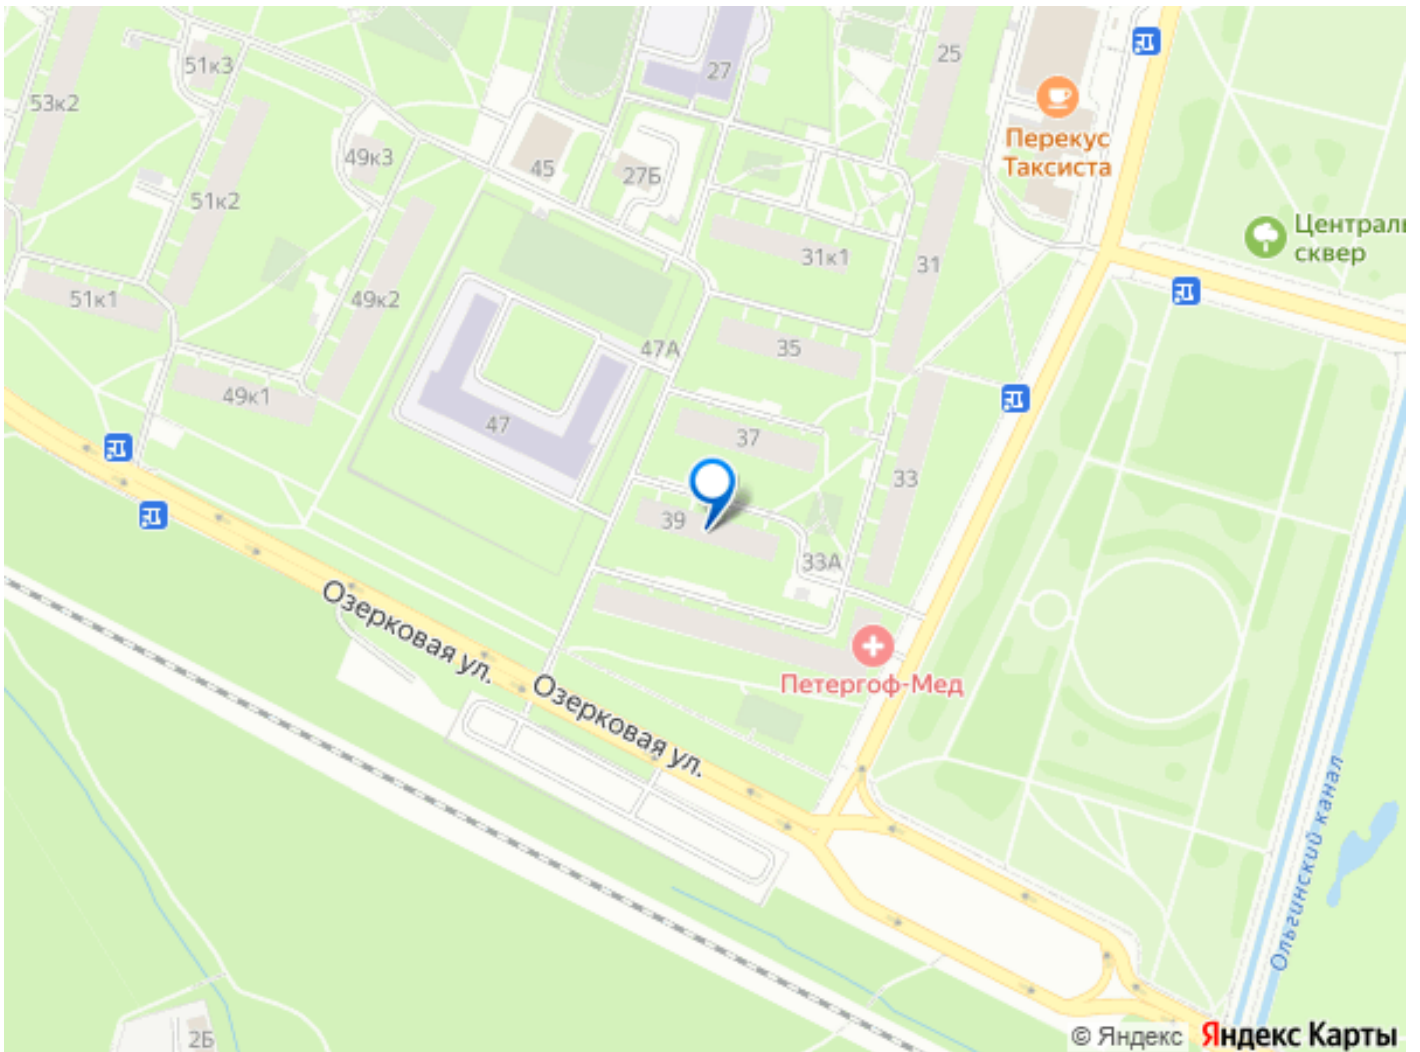 51к3
53к2
27
25
Перекус
Таксиста
49к3
45
27Б
51к2
Централь
сквер
31к1
31
51к1
49к2
47А
35
49к1
47
37
33
39
33А
Озерковая ул.
Петергоф-Мед
Озерковая ул.
Ольгинский канал
2Б
© Яндекс
Яндекс Карты